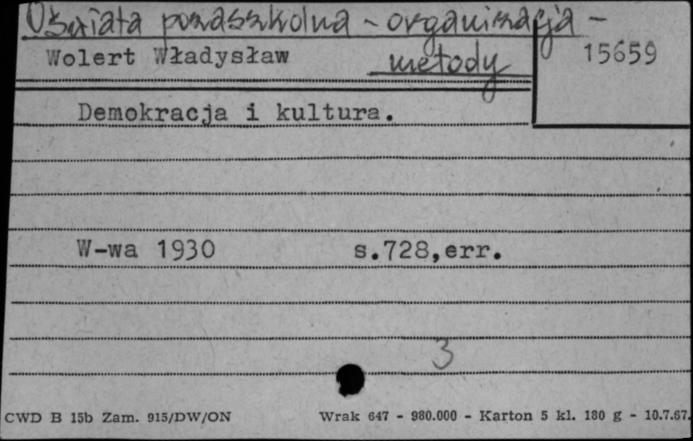 Oświata pozaszkolna - organizacja -
metody
Wolert Władysław
15659
Demokracja i kultura.
W-wa 1930 s.728,err.
3
CWD B 15b Zam. 915/DW/ON Wrak 647 - 980.000 - Karton 5 kl. 180 g - 10.7.67.